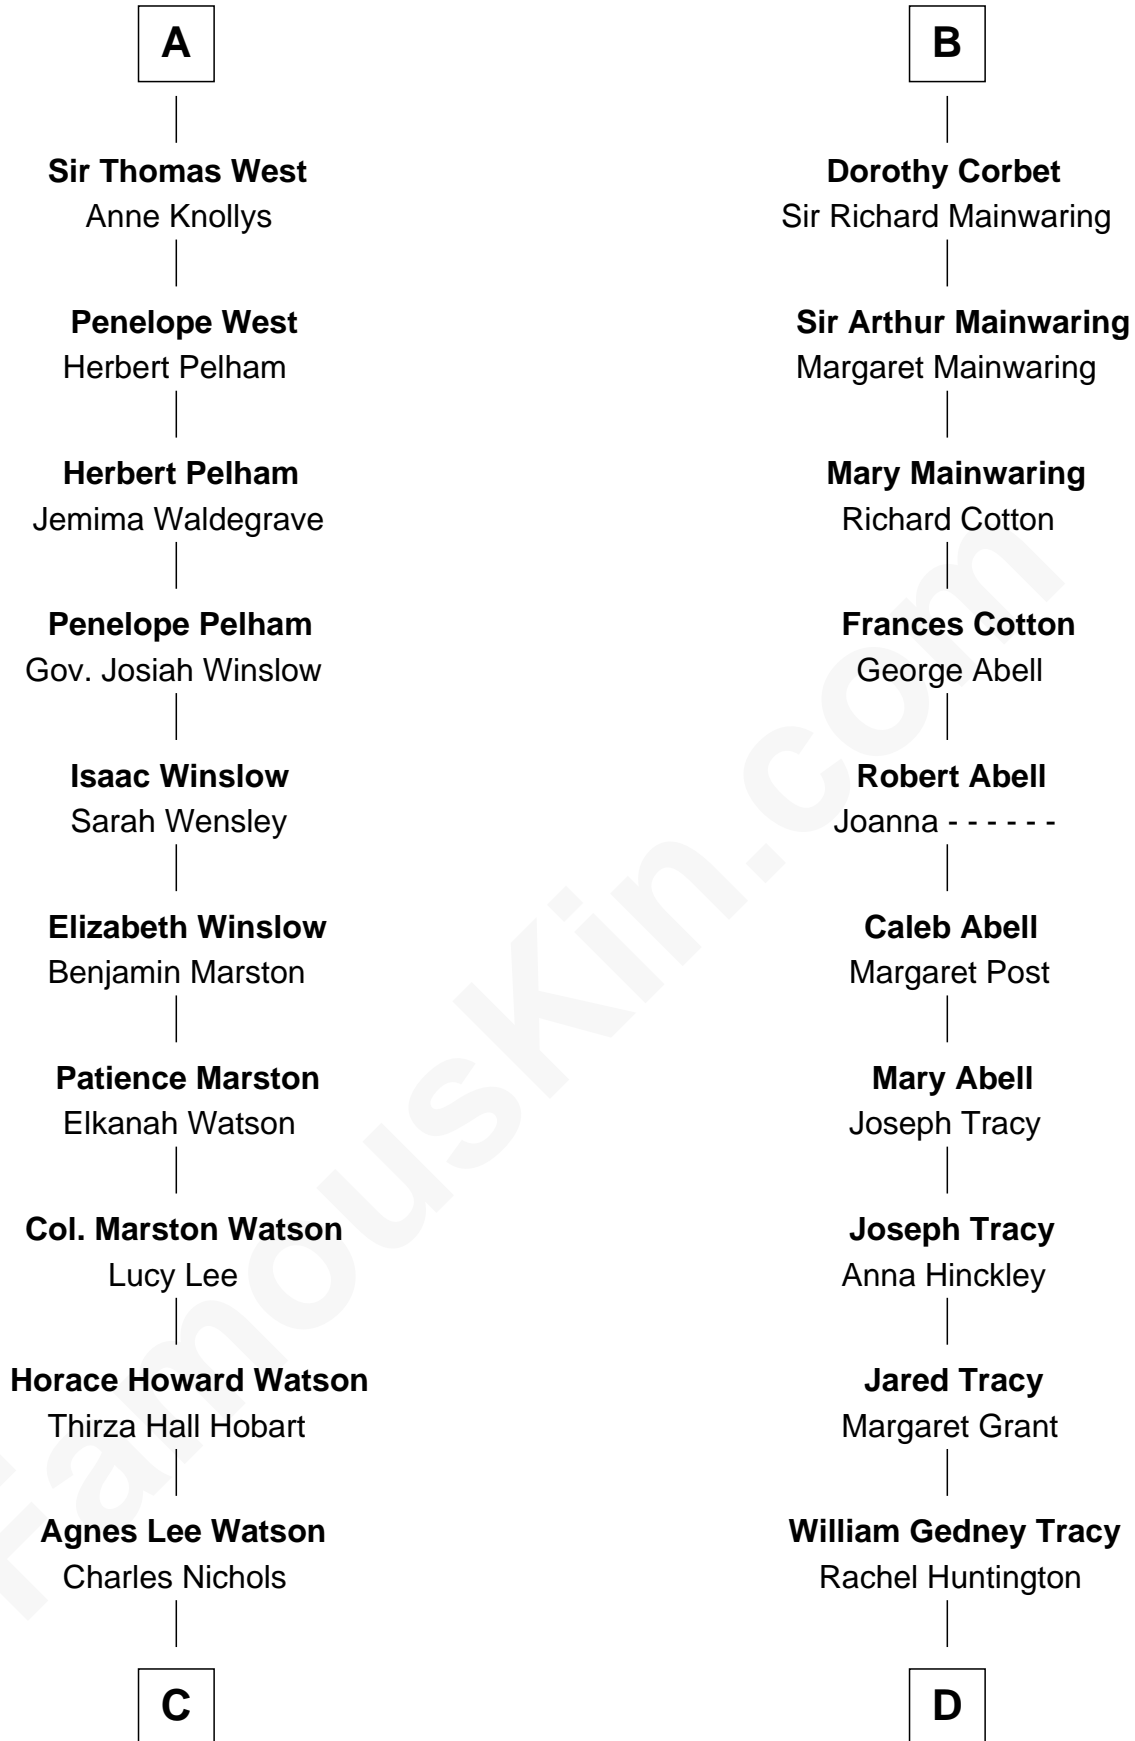 A
Sir Thomas West
Anne Knollys
Penelope West
Herbert Pelham
Herbert Pelham
Jemima Waldegrave
Penelope Pelham
Gov. Josiah Winslow
Isaac Winslow
Sarah Wensley
Elizabeth Winslow
Benjamin Marston
Patience Marston
Elkanah Watson
Col. Marston Watson
Lucy Lee
Horace Howard Watson
Thirza Hall Hobart
Agnes Lee Watson
Charles Nichols
C
B
Dorothy Corbet
Sir Richard Mainwaring
Sir Arthur Mainwaring
Margaret Mainwaring
Mary Mainwaring
Richard Cotton
Frances Cotton
George Abell
Robert Abell
Joanna - - - - - -
Caleb Abell
Margaret Post
Mary Abell
Joseph Tracy
Joseph Tracy
Anna Hinckley
Jared Tracy
Margaret Grant
William Gedney Tracy
Rachel Huntington
D
FamousKin.com